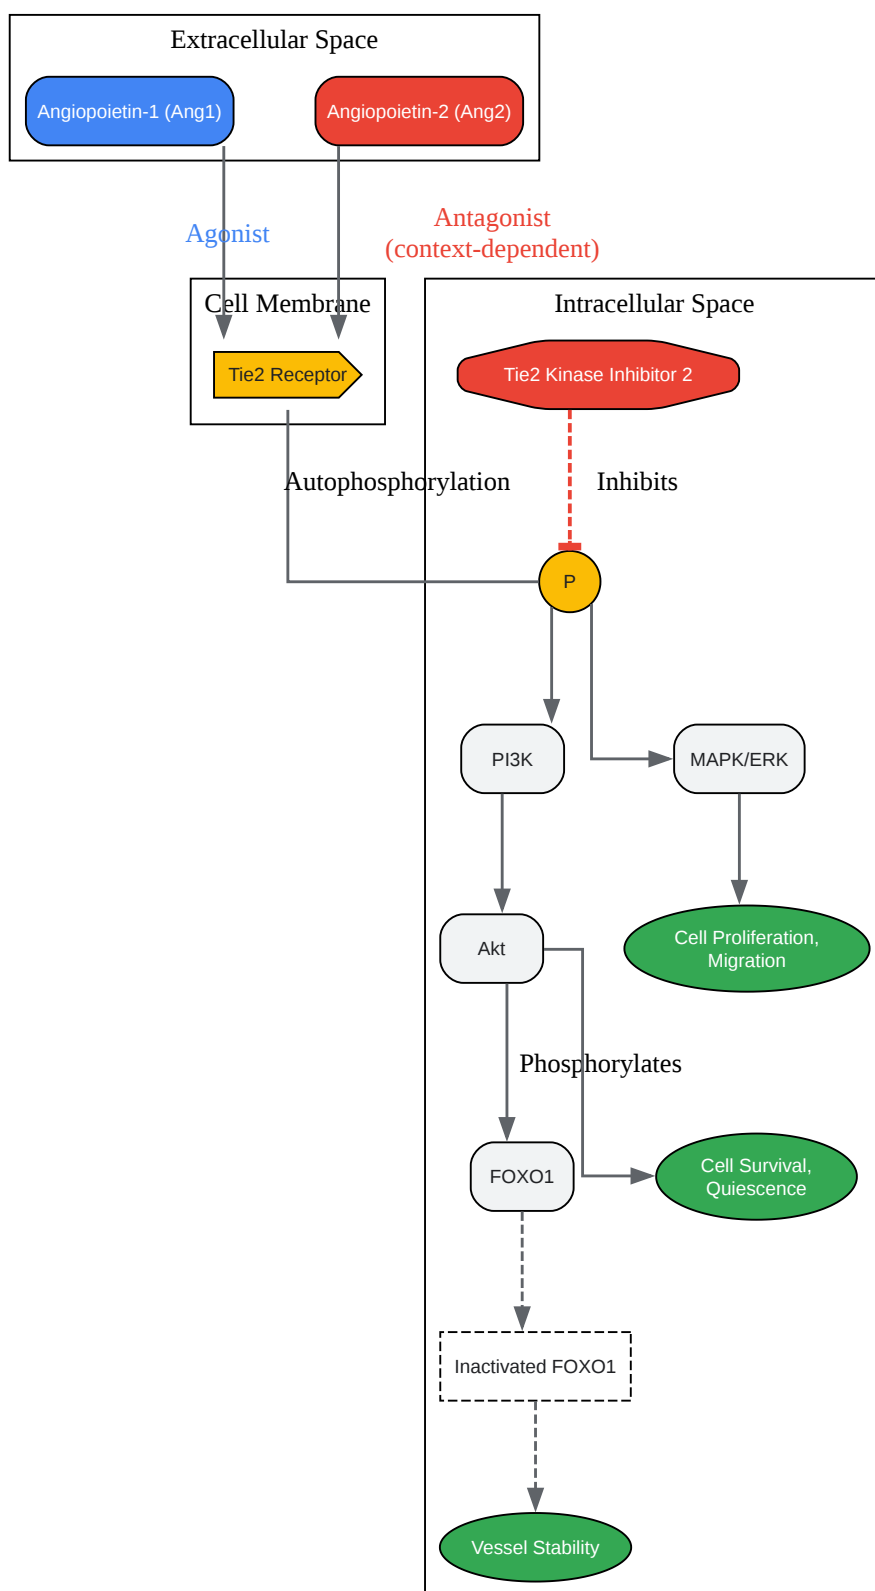 Extracellular Space
Angiopoietin-1 (Ang1)
Angiopoietin-2 (Ang2)
Agonist
Antagonist
(context-dependent)
Cell Membrane
Intracellular Space
Tie2 Receptor
Tie2 Kinase Inhibitor 2
Autophosphorylation
Inhibits
P
PI3K
MAPK/ERK
Akt
Cell Proliferation,
Migration
Phosphorylates
FOXO1
Cell Survival,
Quiescence
Inactivated FOXO1
Vessel Stability